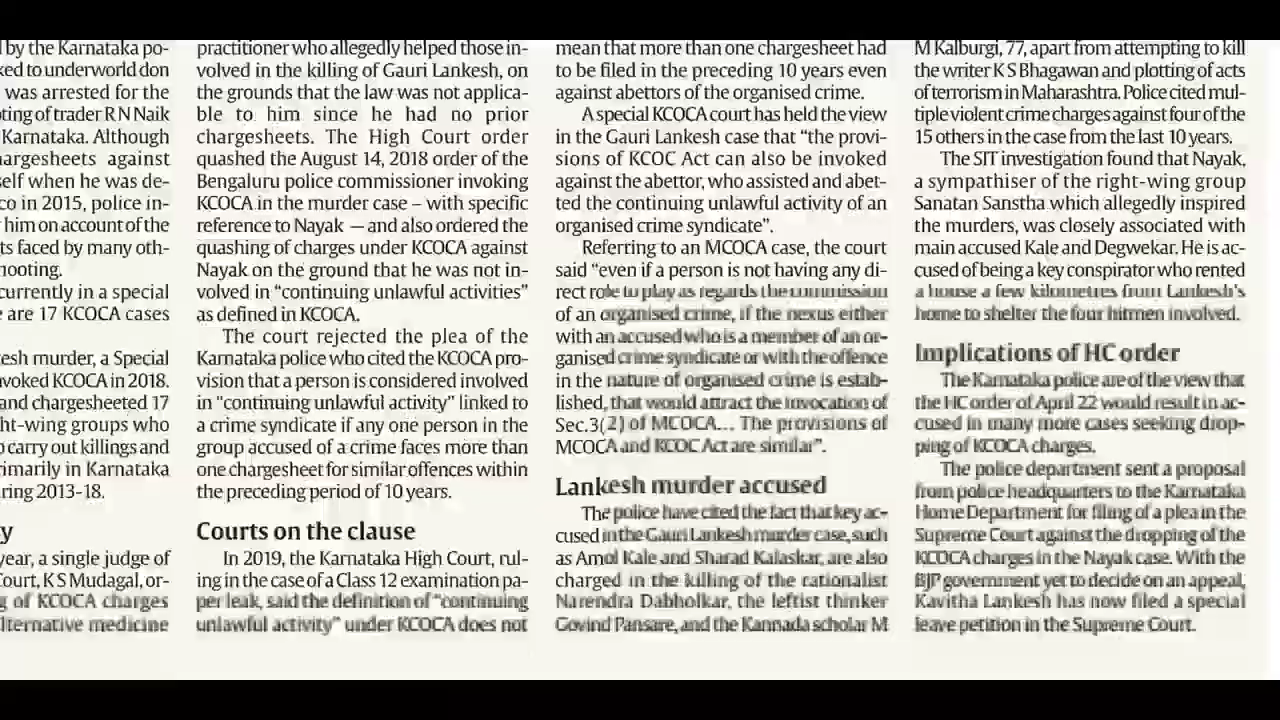 l by the Karnataka po-
ked to underworld don
was arrested for the
ting of trader R N Naik
Karnataka. Although
hargesheets against
self when he was de-
co in 2015, police in-
him on account of the
ts faced by many oth-
hooting.
currently in a special
e are 17 KCOCA cases
esh murder, a Special
nvoked KCOCA in 2018.
and chargesheeted 17
ht-wing groups who
o carry out killings and
rimarily in Karnataka
ring 2013-18.
y
year, a single judge of
Court, K S Mudagal, or-
g of KCOCA charges
lternative medicine
practitioner who allegedly helped those in-
volved in the killing of Gauri Lankesh, on
the grounds that the law was not applica-
ble to him since he had no prior
chargesheets. The High Court order
quashed the August 14, 2018 order of the
Bengaluru police commissioner invoking
KCOCA in the murder case – with specific
reference to Nayak — and also ordered the
quashing of charges under KCOCA against
Nayak on the ground that he was not in-
volved in “continuing unlawful activities”
as defined in KCOCA.
The court rejected the plea of the
Karnataka police who cited the KCOCA pro-
vision that a person is considered involved
in “continuing unlawful activity” linked to
a crime syndicate if any one person in the
group accused of a crime faces more than
one chargesheet for similar offences within
the preceding period of 10 years.
Courts on the clause
In 2019, the Karnataka High Court, rul-
ing in the case of a Class 12 examination pa-
per leak, said the definition of “continuing
unlawful activity” under KCOCA does not
mean that more than one chargesheet had
to be filed in the preceding 10 years even
against abettors of the organised crime.
A special KCOCA court has held the view
in the Gauri Lankesh case that “the provi-
sions of KCOC Act can also be invoked
against the abettor, who assisted and abet-
ted the continuing unlawful activity of an
organised crime syndicate”.
Referring to an MCOCA case, the court
said “even if a person is not having any di-
rect role to play as regards the commission
of an organised crime, if the nexus either
with an accused who is a member of an or-
ganised crime syndicate or with the offence
in the nature of organised crime is estab-
lished, that would attract the invocation of
Sec.3(2) of MCOCA... The provisions of
MCOCA and KCOC Act are similar”.
Lankesh murder accused
The police have cited the fact that key ac-
cused in the Gauri Lankesh murder case, such
as Amol Kale and Sharad Kalaskar, are also
charged in the killing of the rationalist
Narendra Dabholkar, the leftist thinker
Govind Pansare, and the Kannada scholar M
M Kalburgi, 77, apart from attempting to kill
the writer K S Bhagawan and plotting of acts
of terrorism in Maharashtra. Police cited mul-
tiple violent crime charges against four of the
15 others in the case from the last 10 years.
The SIT investigation found that Nayak,
a sympathiser of the right-wing group
Sanatan Sanstha which allegedly inspired
the murders, was closely associated with
main accused Kale and Degwekar. He is ac-
cused of being a key conspirator who rented
a house a few kilometres from Lankesh's
home to shelter the four hitmen involved.
Implications of HC order
The Karnataka police are of the view that
the HC order of April 22 would result in ac-
cused in many more cases seeking drop-
ping of KCOCA charges.
The police department sent a proposal
from police headquarters to the Karnataka
Home Department for filing of a plea in the
Supreme Court against the dropping of the
KCOCA charges in the Nayak case. With the
BJP government yet to decide on an appeal,
Kavitha Lankesh has now filed a special
leave petition in the Supreme Court.